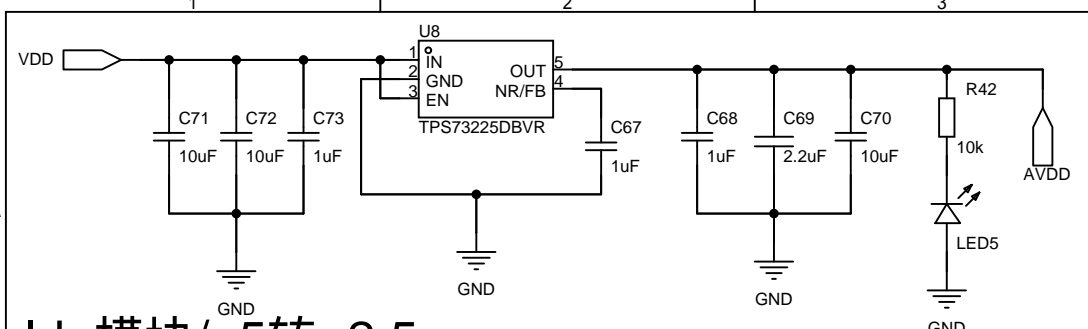 1 2 3
U8
VDD
1 IN
2 GND
3 EN
OUT 5
NR/FB 4
TPS73225DBVR
C71
10uF
C72
10uF
C73
1uF
C67
1uF
C68
1uF
C69
2.2uF
C70
10uF
R42
10k
AVDD
LED5
GND
GND
GND
GND